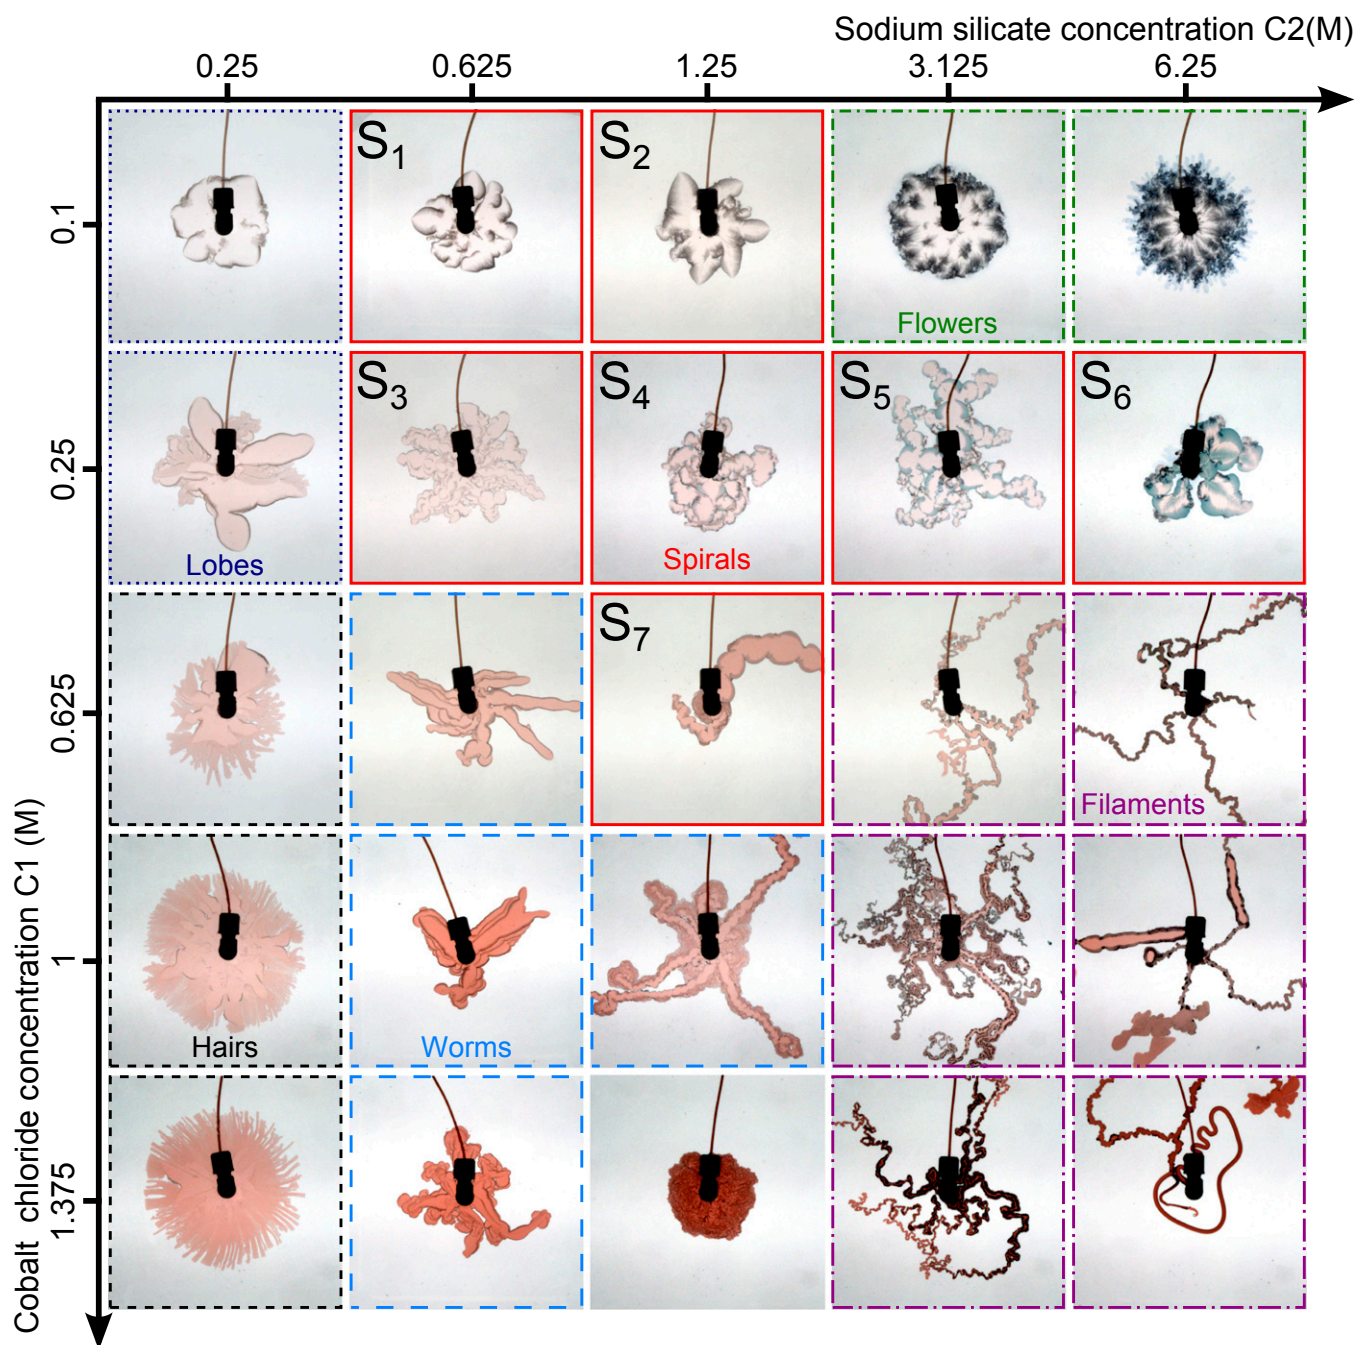 Sodium silicate concentration C2(M)
0.25 0.625 1.25 3.125 6.25
0.1
S1
S2
Flowers
0.25
Lobes
S3
S4
Spirals
S5
S6
0.625
S7
Filaments
1
Hairs
Worms
1.375
Cobalt chloride concentration C1 (M)